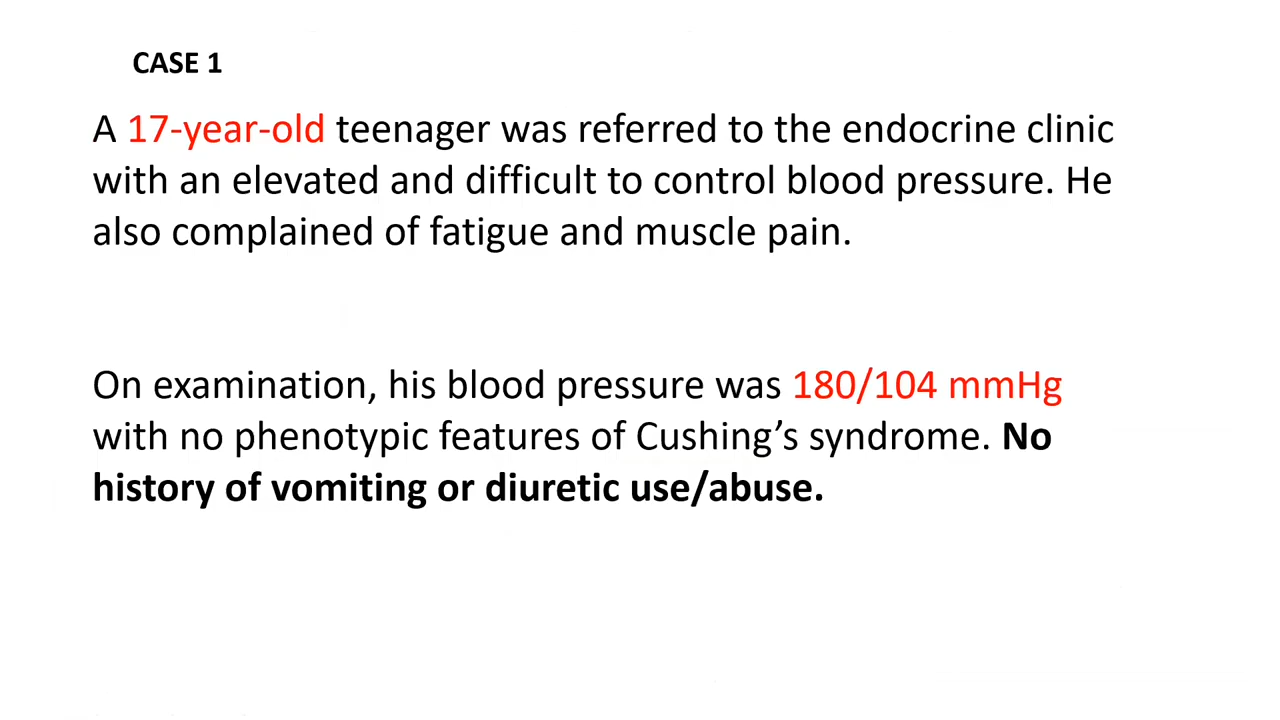 CASE 1
A 17-year-old teenager was referred to the endocrine clinic
with an elevated and difficult to control blood pressure. He
also complained of fatigue and muscle pain.
On examination, his blood pressure was 180/104 mmHg
with no phenotypic features of Cushing’s syndrome. No
history of vomiting or diuretic use/abuse.